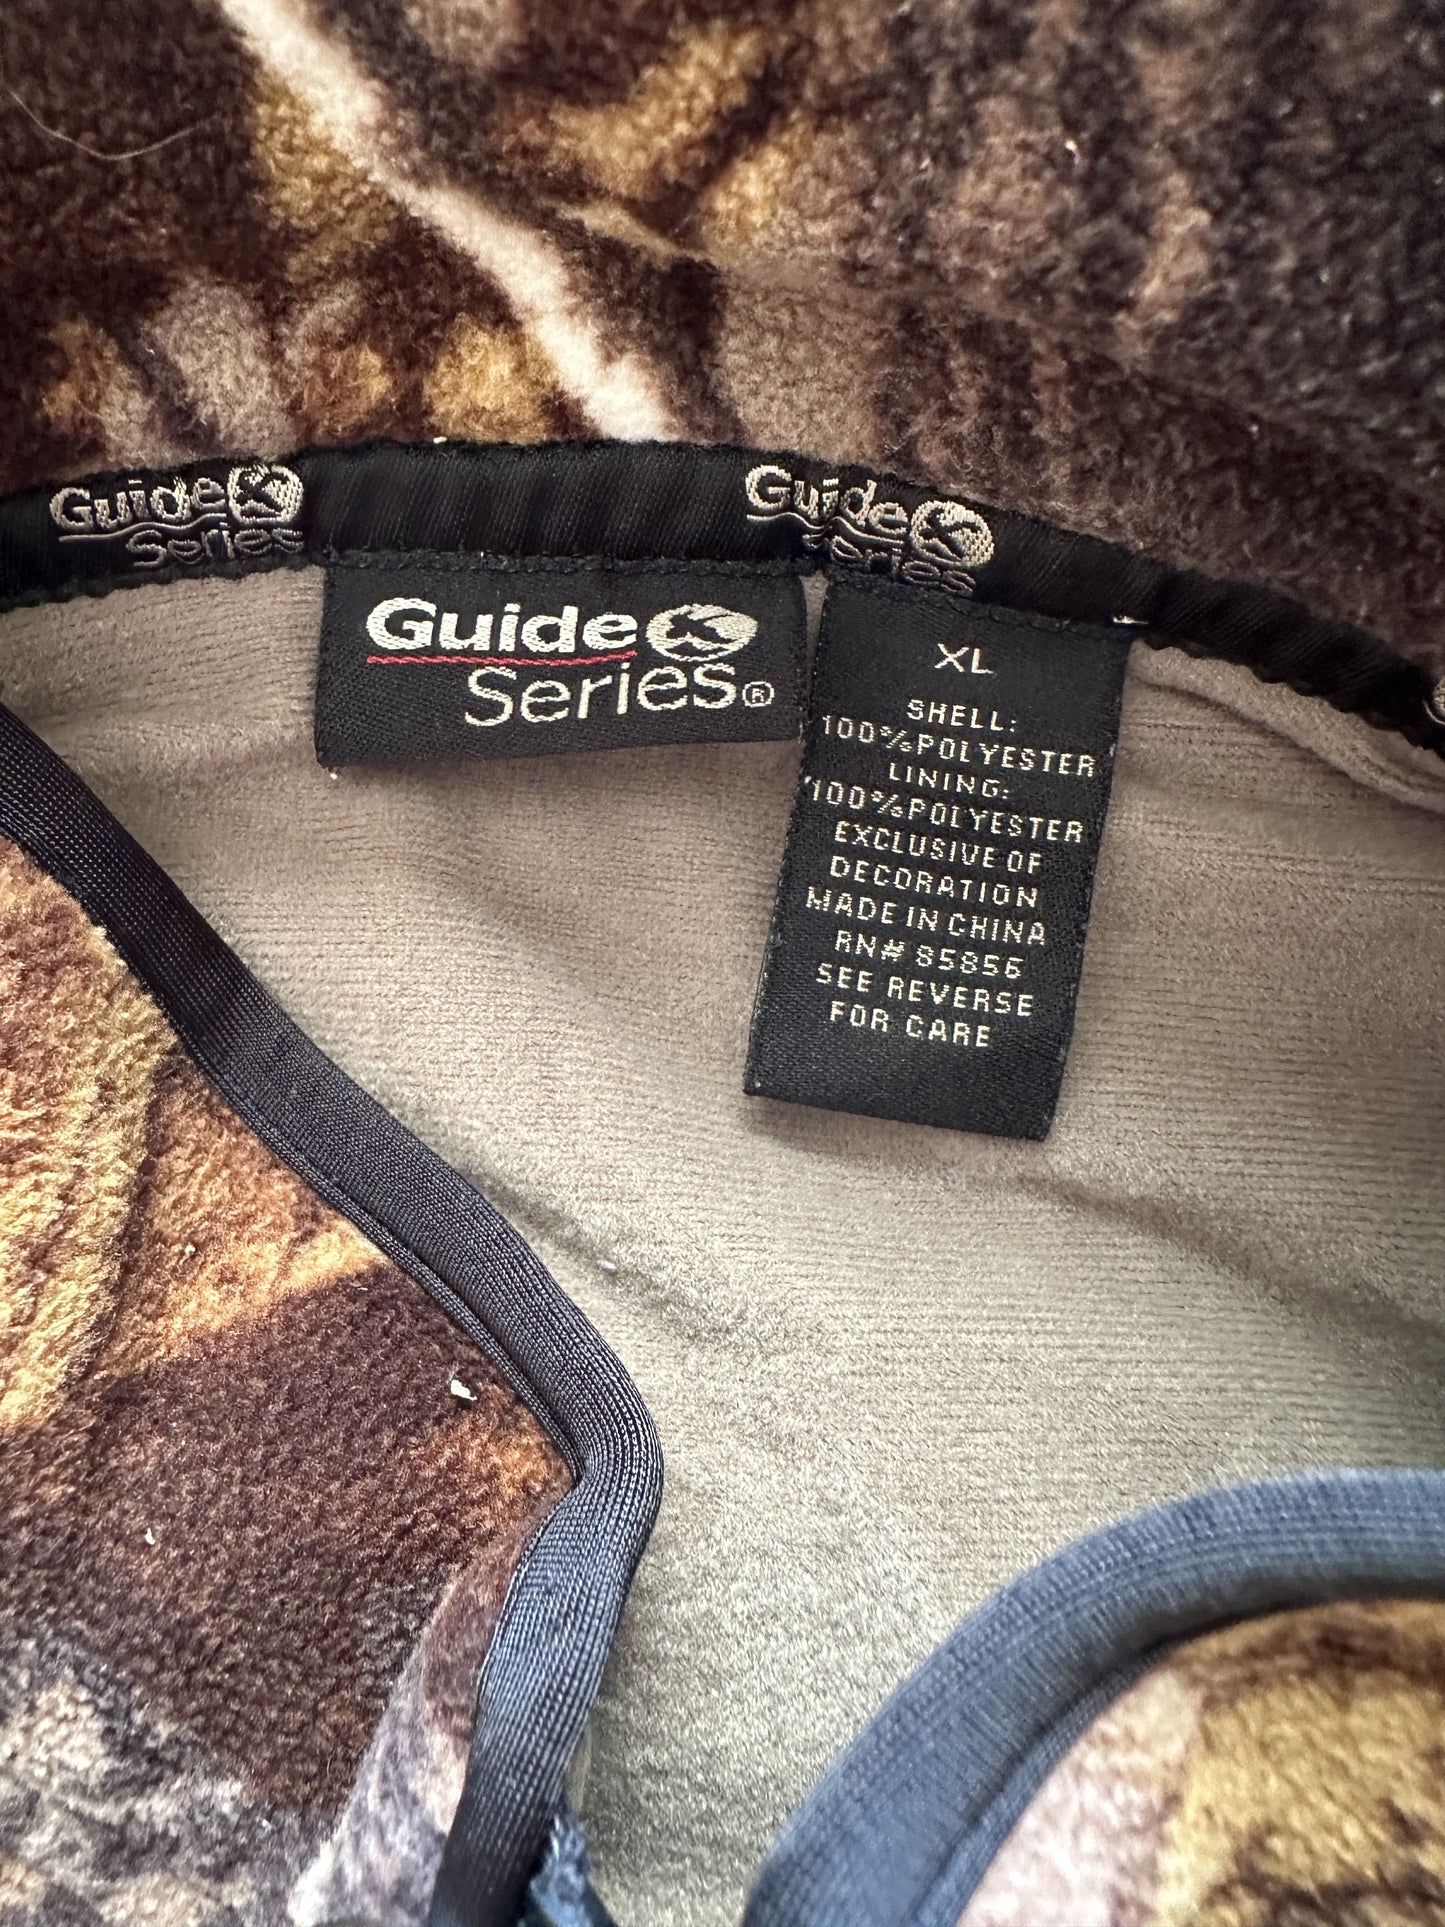 Guide
Series
Guide
Series
Guide
Series®
XL
SHELL:
100%POLYESTER
LINING:
100%POLYESTER
EXCLUSIVE OF
DECORATION
MADE IN CHINA
RN# 85856
SEE REVERSE
FOR CARE